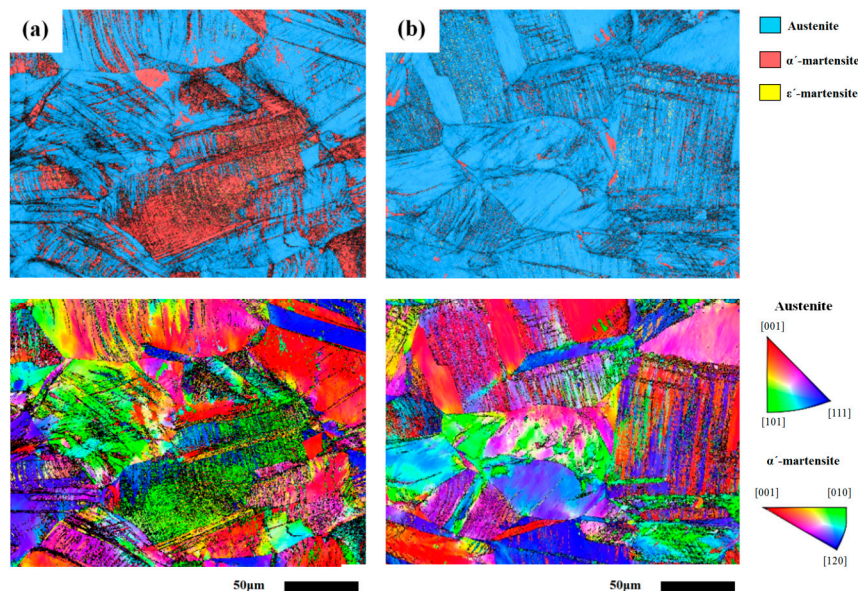 (a)
(b)
Austenite
α´-martensite
ε´-martensite
Austenite
[001]
[101]
[111]
α´-martensite
[001]
[010]
[120]
50μm
50μm